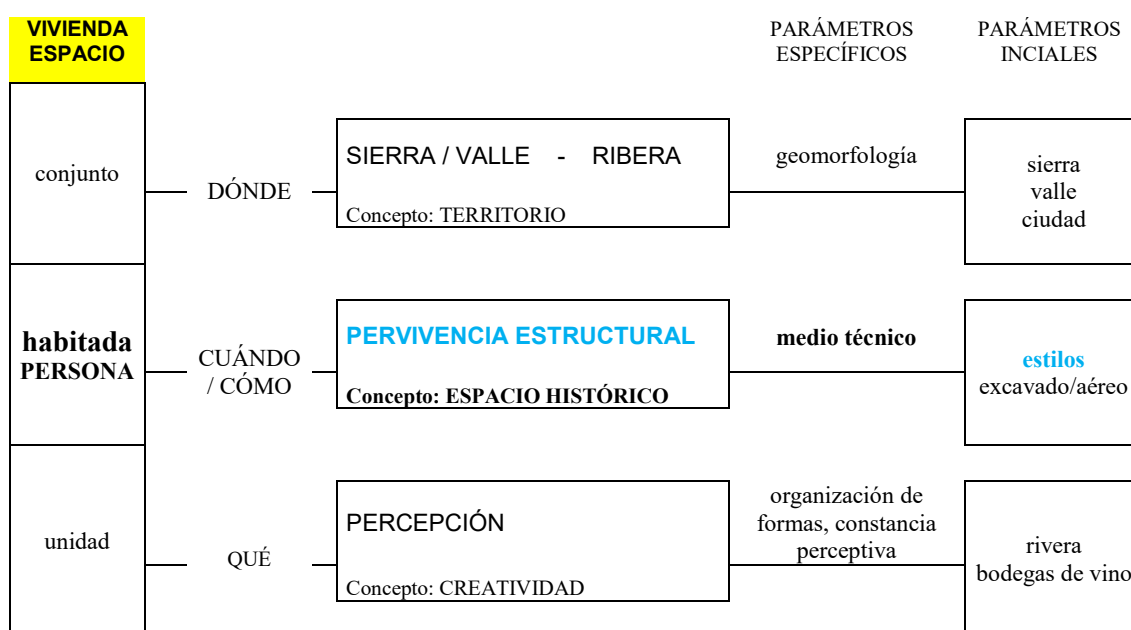 VIVIENDA
ESPACIO
PARÁMETROS
ESPECÍFICOS
PARÁMETROS
INCIALES
conjunto
DÓNDE
SIERRA / VALLE - RIBERA
Concepto: TERRITORIO
geomorfología
sierra
valle
ciudad
habitada
PERSONA
CUÁNDO
/ CÓMO
PERVIVENCIA ESTRUCTURAL
Concepto: ESPACIO HISTÓRICO
medio técnico
estilos
excavado/aéreo
unidad
QUÉ
PERCEPCIÓN
Concepto: CREATIVIDAD
organización de
formas, constancia
perceptiva
rivera
bodegas de vino